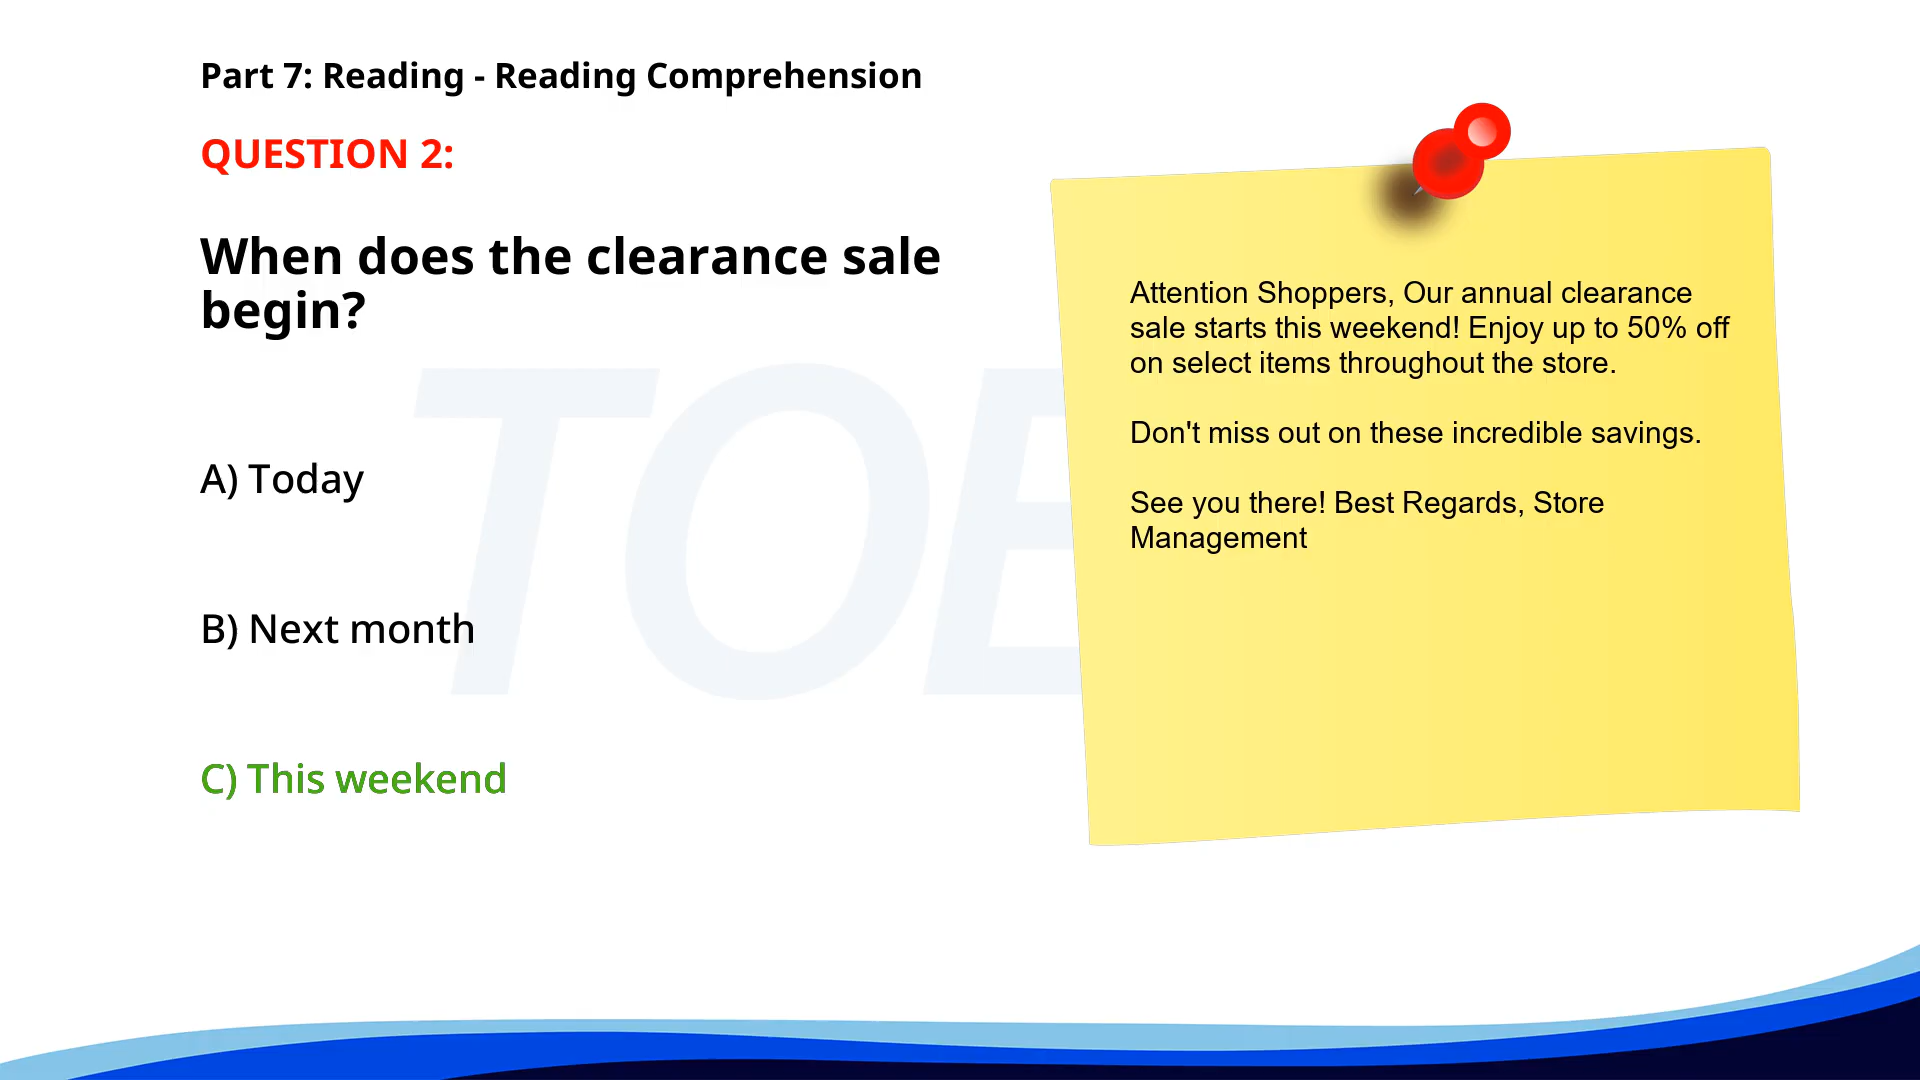 Part 7: Reading - Reading Comprehension
QUESTION 2:
When does the clearance sale
begin?
A) Today
B) Next month
C) This weekend
Attention Shoppers, Our annual clearance
sale starts this weekend! Enjoy up to 50% off
on select items throughout the store.
Don't miss out on these incredible savings.
See you there! Best Regards, Store
Management
TOE